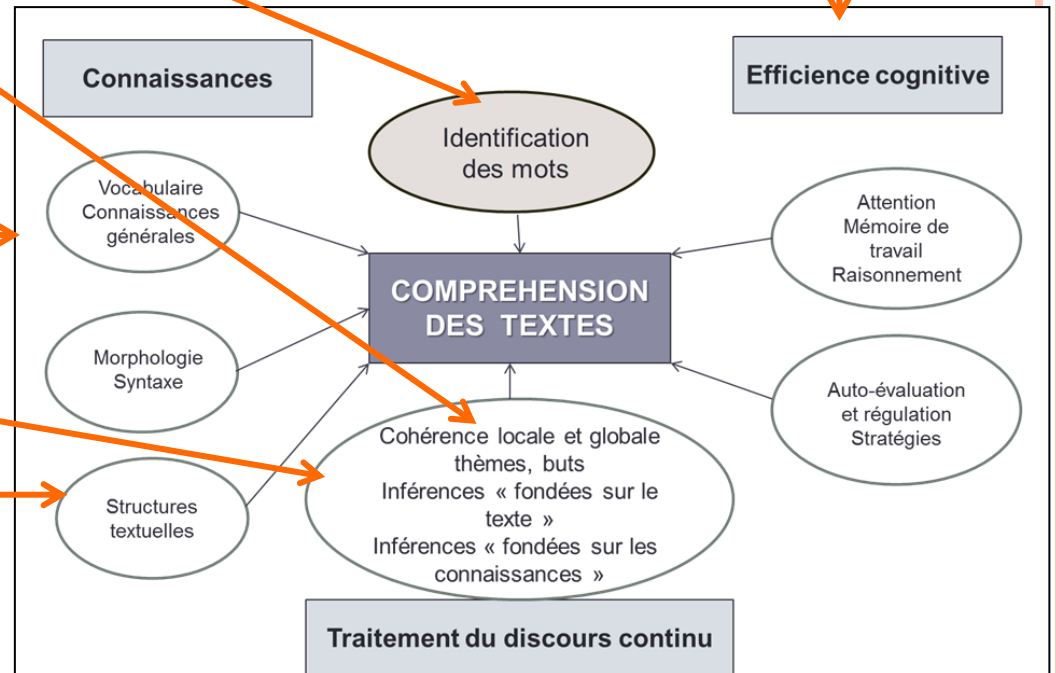 Connaissances
Efficience cognitive
Identification
des mots
Vocabulaire
Connaissances
générales
Attention
Mémoire de
travail
Raisonnement
COMPREHENSION
DES TEXTES
Morphologie
Syntaxe
Auto-évaluation
et régulation
Stratégies
Cohérence locale et globale
thèmes, buts
Inférences « fondées sur le
texte »
Inférences « fondées sur les
connaissances »
Structures
textuelles
Traitement du discours continu